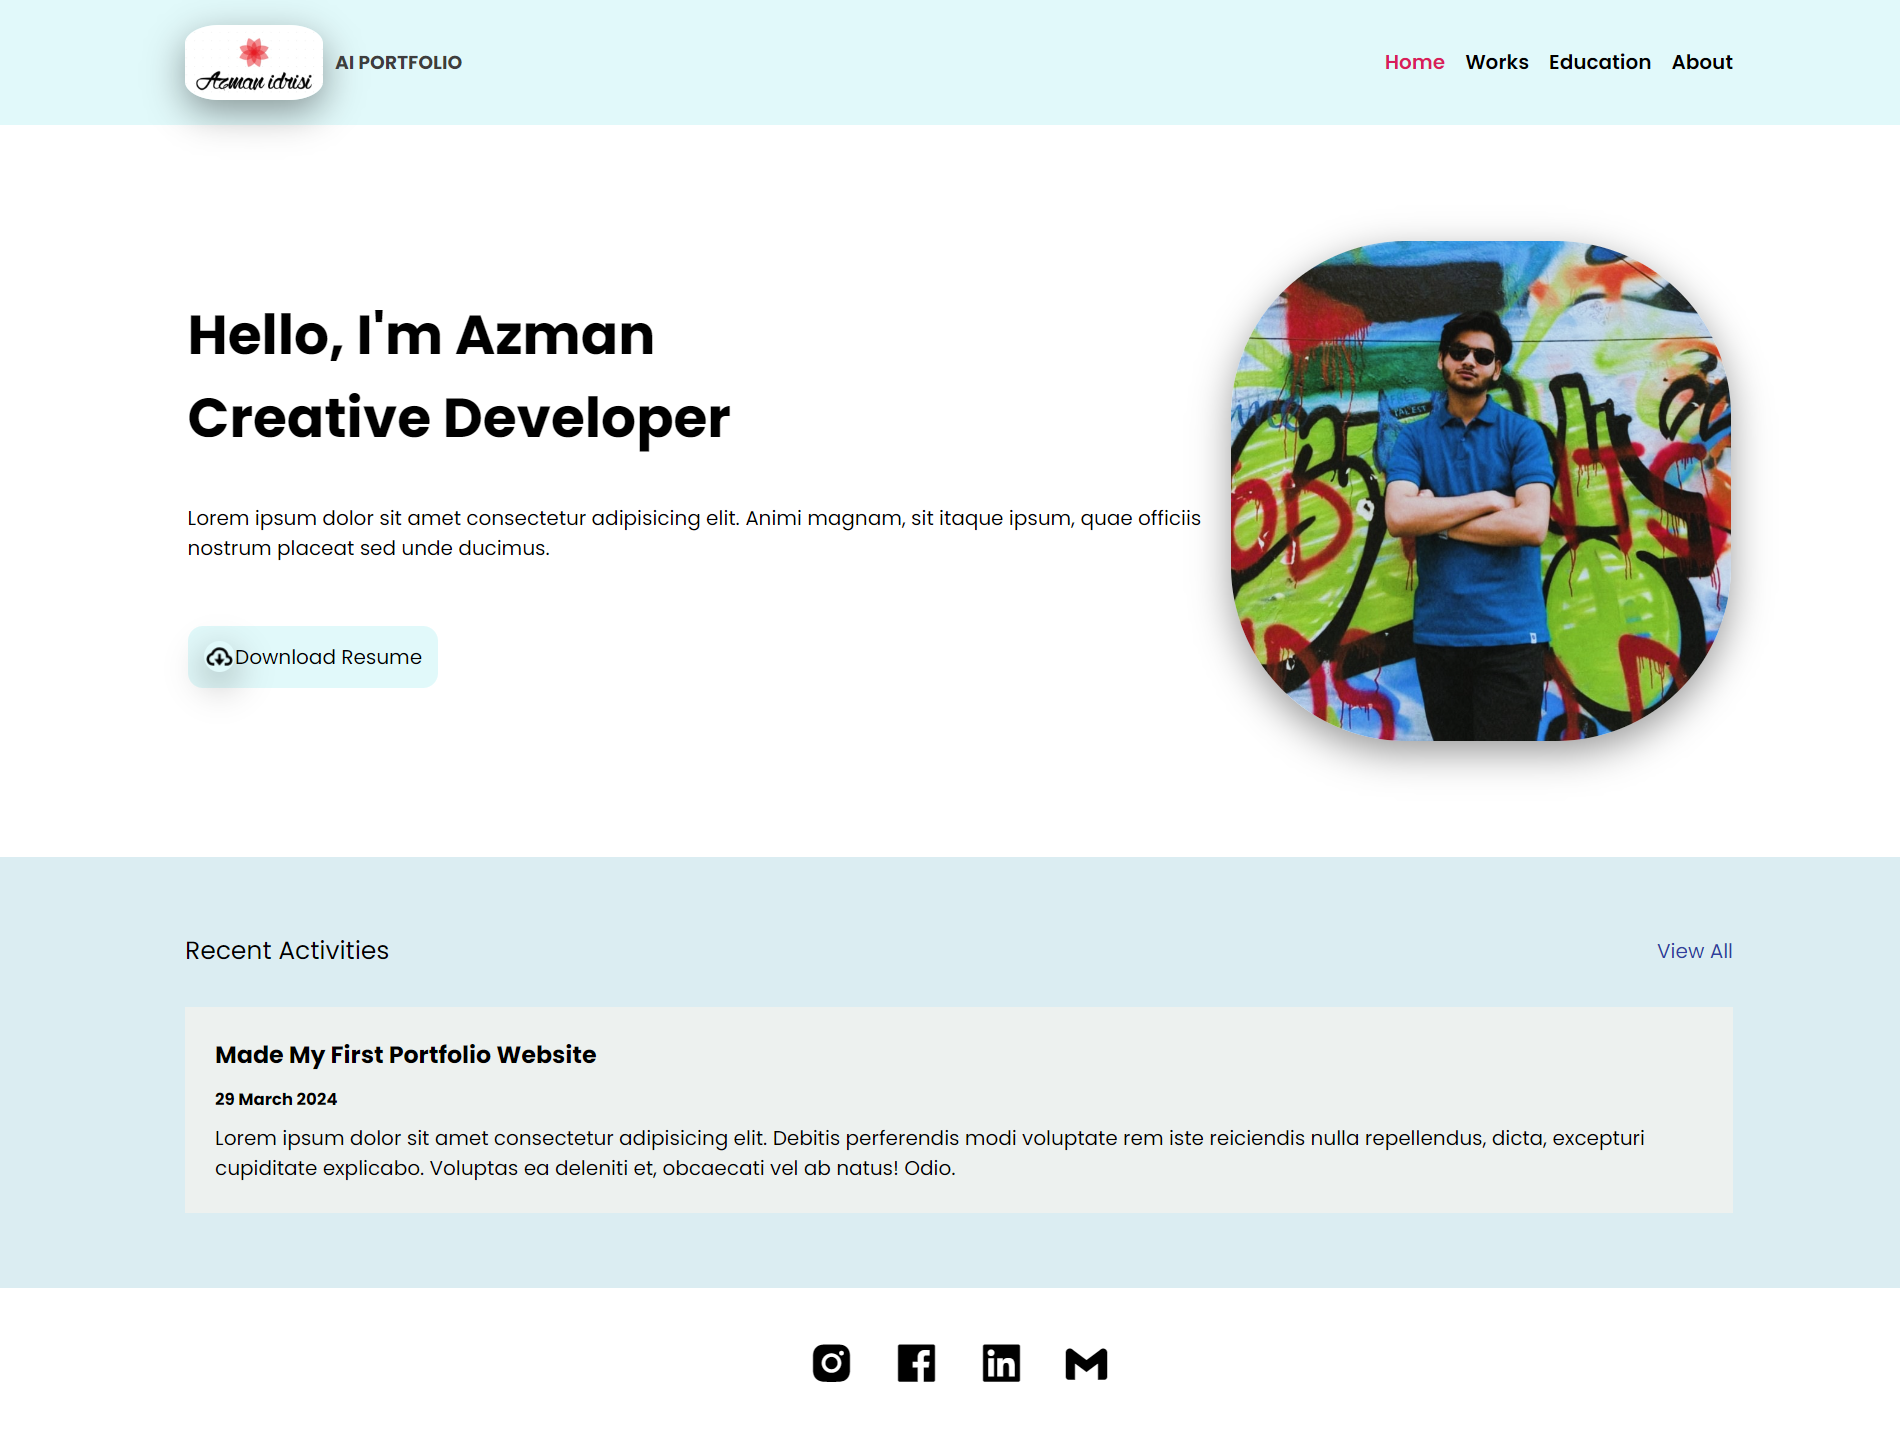 Azman idrisi
AI PORTFOLIO
Home Works Education About
Hello, I'm Azman
Creative Developer
Lorem ipsum dolor sit amet consectetur adipisicing elit. Animi magnam, sit itaque ipsum, quae officiis
nostrum placeat sed unde ducimus.
Download Resume
Recent Activities
View All
Made My First Portfolio Website
29 March 2024
Lorem ipsum dolor sit amet consectetur adipisicing elit. Debitis perferendis modi voluptate rem iste reiciendis nulla repellendus, dicta, excepturi
cupiditate explicabo. Voluptas ea deleniti et, obcaecati vel ab natus! Odio.
in